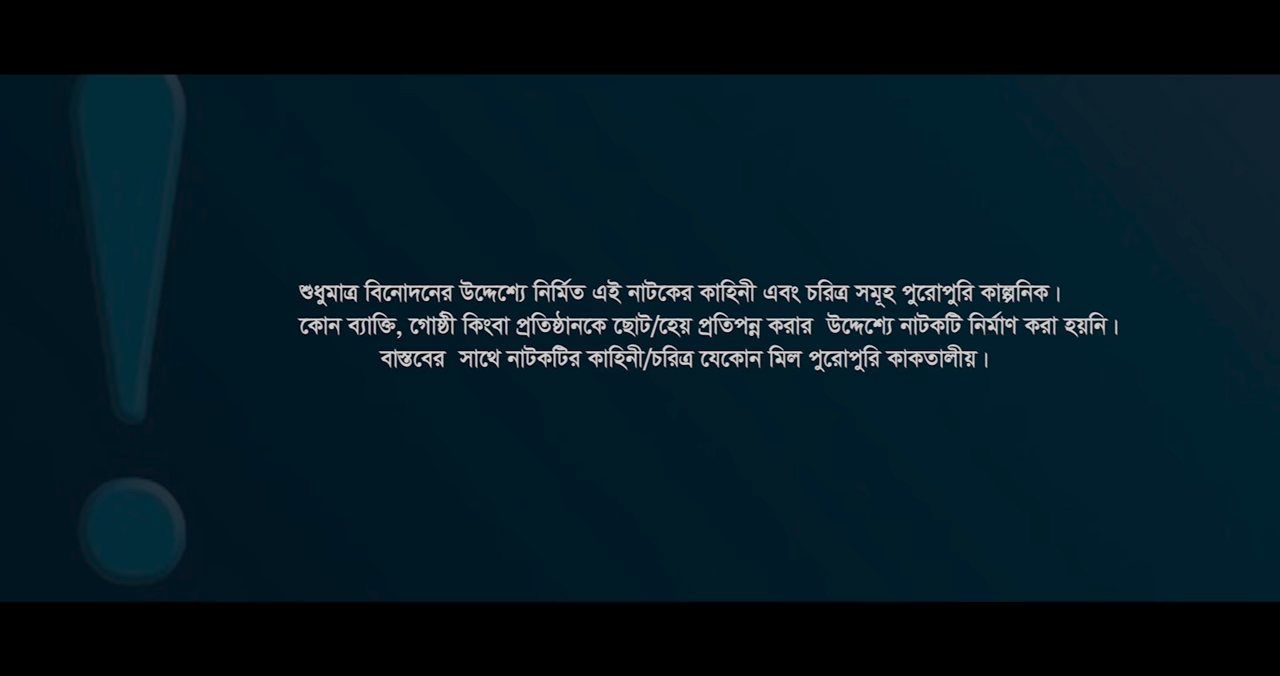 শুধুমাত্র বিনোদনের উদ্দেশ্যে নির্মিত এই নাটকের কাহিনী এবং চরিত্র সমূহ পুরোপুরি কাল্পনিক।
কোন ব্যাক্তি, গোষ্ঠী কিংবা প্রতিষ্ঠানকে ছোট/হেয় প্রতিপন্ন করার উদ্দেশ্যে নাটকটি নির্মাণ করা হয়নি।
বাস্তবের সাথে নাটকটির কাহিনী/চরিত্র যেকোন মিল পুরোপুরি কাকতালীয়।